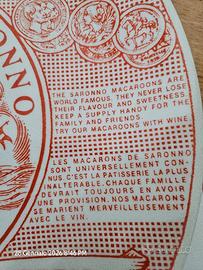 SARONNO
THE SARONNO MACAROONS ARE
WORLD FAMOUS. THEY NEVER LOSE
THEIR FLAVOUR AND SWEETNESS
KEEP A SUPPLY HANDY FOR THE
FAMILY AND FRIENDS.
TRY OUR MACAROONS WITH WINE.
LES MACARONS DE SARONNO
SONT UNIVERSELLEMENT CON-
NUS C'EST LA PATISSERIE LA PLUS
INALTERABLE. CHAQUE FAMILLE
DEVRAIT TOUJOURS EN AVOIR
UNE PROVISION. NOS MACARONS
SE MARIENT MERVEILLEUSEMENT
AVEC LE VIN.